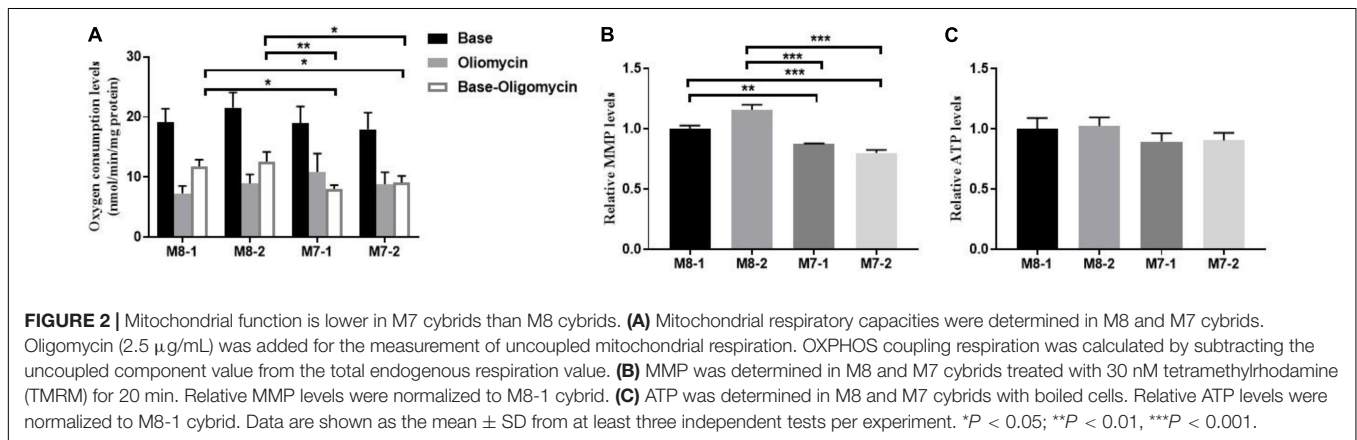 A
Oxygen consumption levels
(nmol/min/mg protein)
30
20
10
0
*
**
*
*
Base
Oliomycin
Base-Oligomycin
M8-1
M8-2
M7-1
M7-2
B
Relative MMP levels
1.5
1.0
0.5
0.0
***
***
***
**
M8-1
M8-2
M7-1
M7-2
C
Relative ATP levels
1.5
1.0
0.5
0.0
M8-1
M8-2
M7-1
M7-2
FIGURE 2 | Mitochondrial function is lower in M7 cybrids than M8 cybrids. (A) Mitochondrial respiratory capacities were determined in M8 and M7 cybrids.
Oligomycin (2.5 μg/mL) was added for the measurement of uncoupled mitochondrial respiration. OXPHOS coupling respiration was calculated by subtracting the
uncoupled component value from the total endogenous respiration value. (B) MMP was determined in M8 and M7 cybrids treated with 30 nM tetramethylrhodamine
(TMRM) for 20 min. Relative MMP levels were normalized to M8-1 cybrid. (C) ATP was determined in M8 and M7 cybrids with boiled cells. Relative ATP levels were
normalized to M8-1 cybrid. Data are shown as the mean ± SD from at least three independent tests per experiment. *P < 0.05; **P < 0.01, ***P < 0.001.